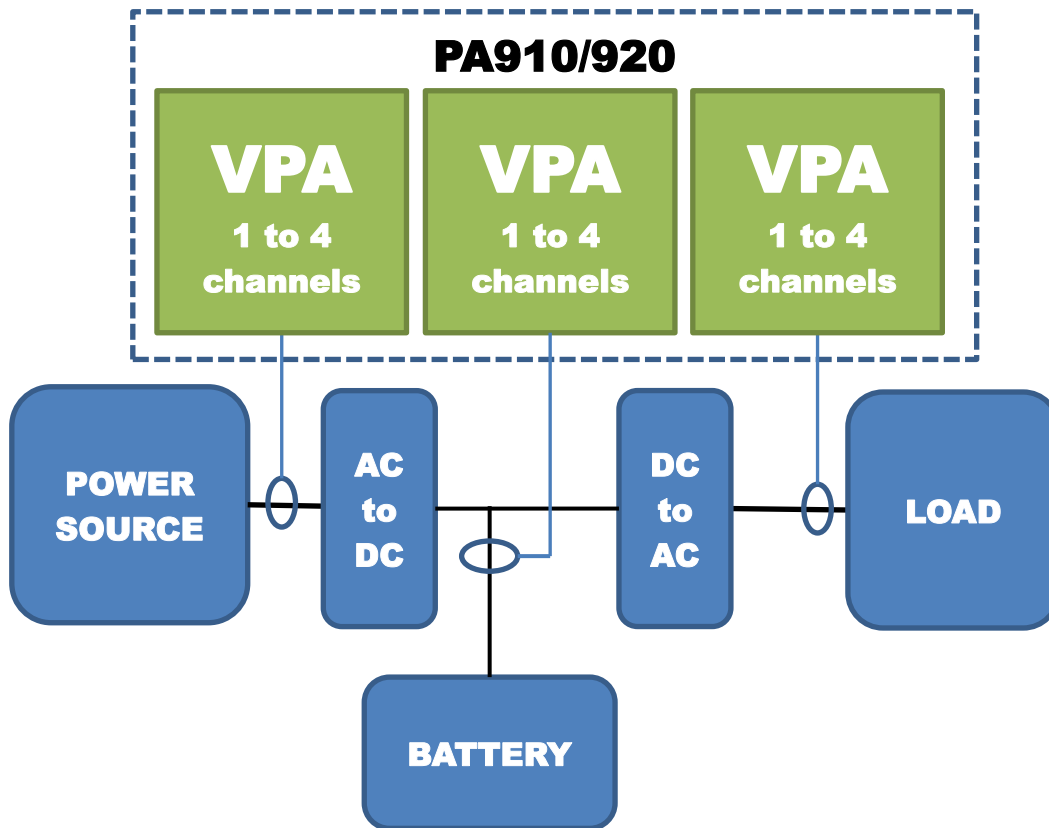 PA910/920
VPA
1 to 4
channels
VPA
1 to 4
channels
VPA
1 to 4
channels
POWER
SOURCE
AC
to
DC
DC
to
AC
LOAD
BATTERY